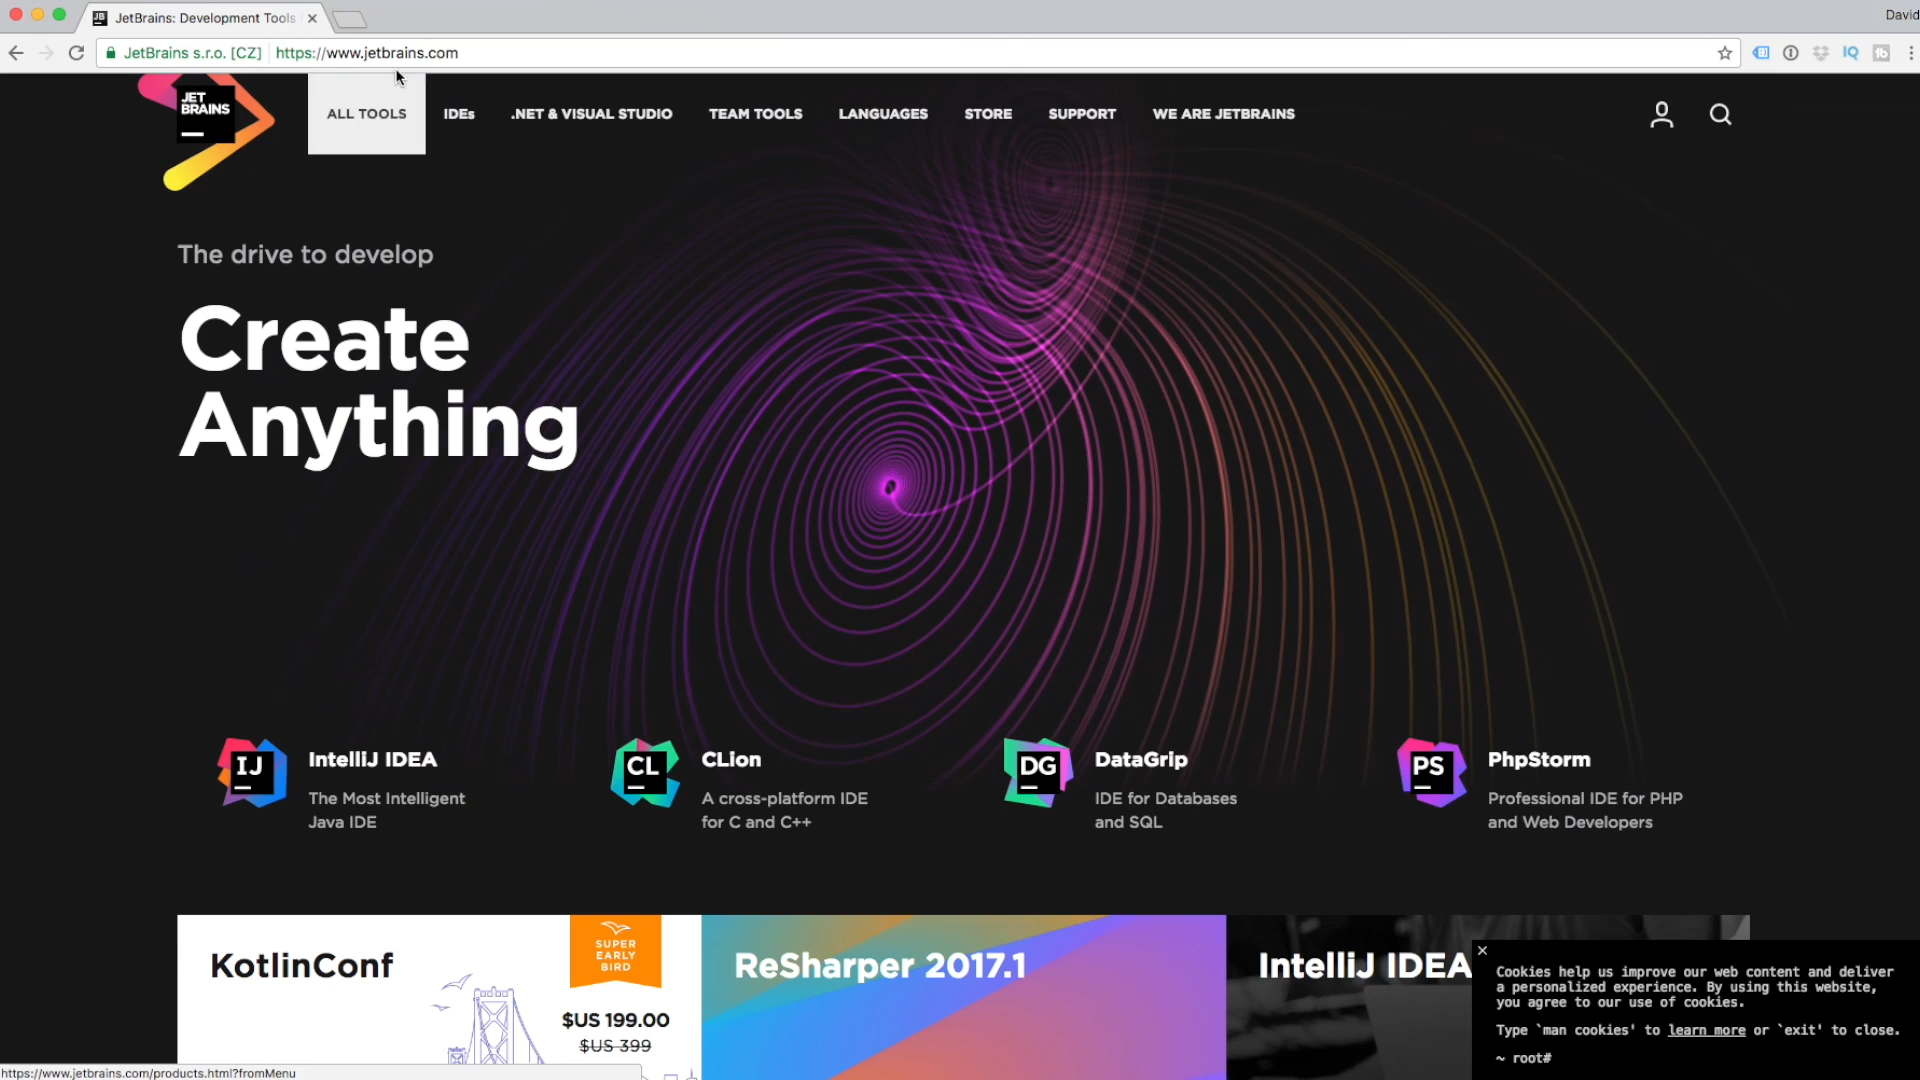 JetBrains: Development Tools
David
JetBrains s.r.o. [CZ]
https://www.jetbrains.com
JET
BRAINS
ALL TOOLS
IDEs
.NET & VISUAL STUDIO
TEAM TOOLS
LANGUAGES
STORE
SUPPORT
WE ARE JETBRAINS
The drive to develop
Create
Anything
IJ
IntelliJ IDEA
The Most Intelligent
Java IDE
CL
CLion
A cross-platform IDE
for C and C++
DG
DataGrip
IDE for Databases
and SQL
PS
PhpStorm
Professional IDE for PHP
and Web Developers
KotlinConf
SUPER
EARLY
BIRD
$US 199.00
$US 399
ReSharper 2017.1
IntelliJ IDEA
Cookies help us improve our web content and deliver
a personalized experience. By using this website,
you agree to our use of cookies.
Type `man cookies' to learn more or `exit' to close.
~ root#
https://www.jetbrains.com/products.html?fromMenu